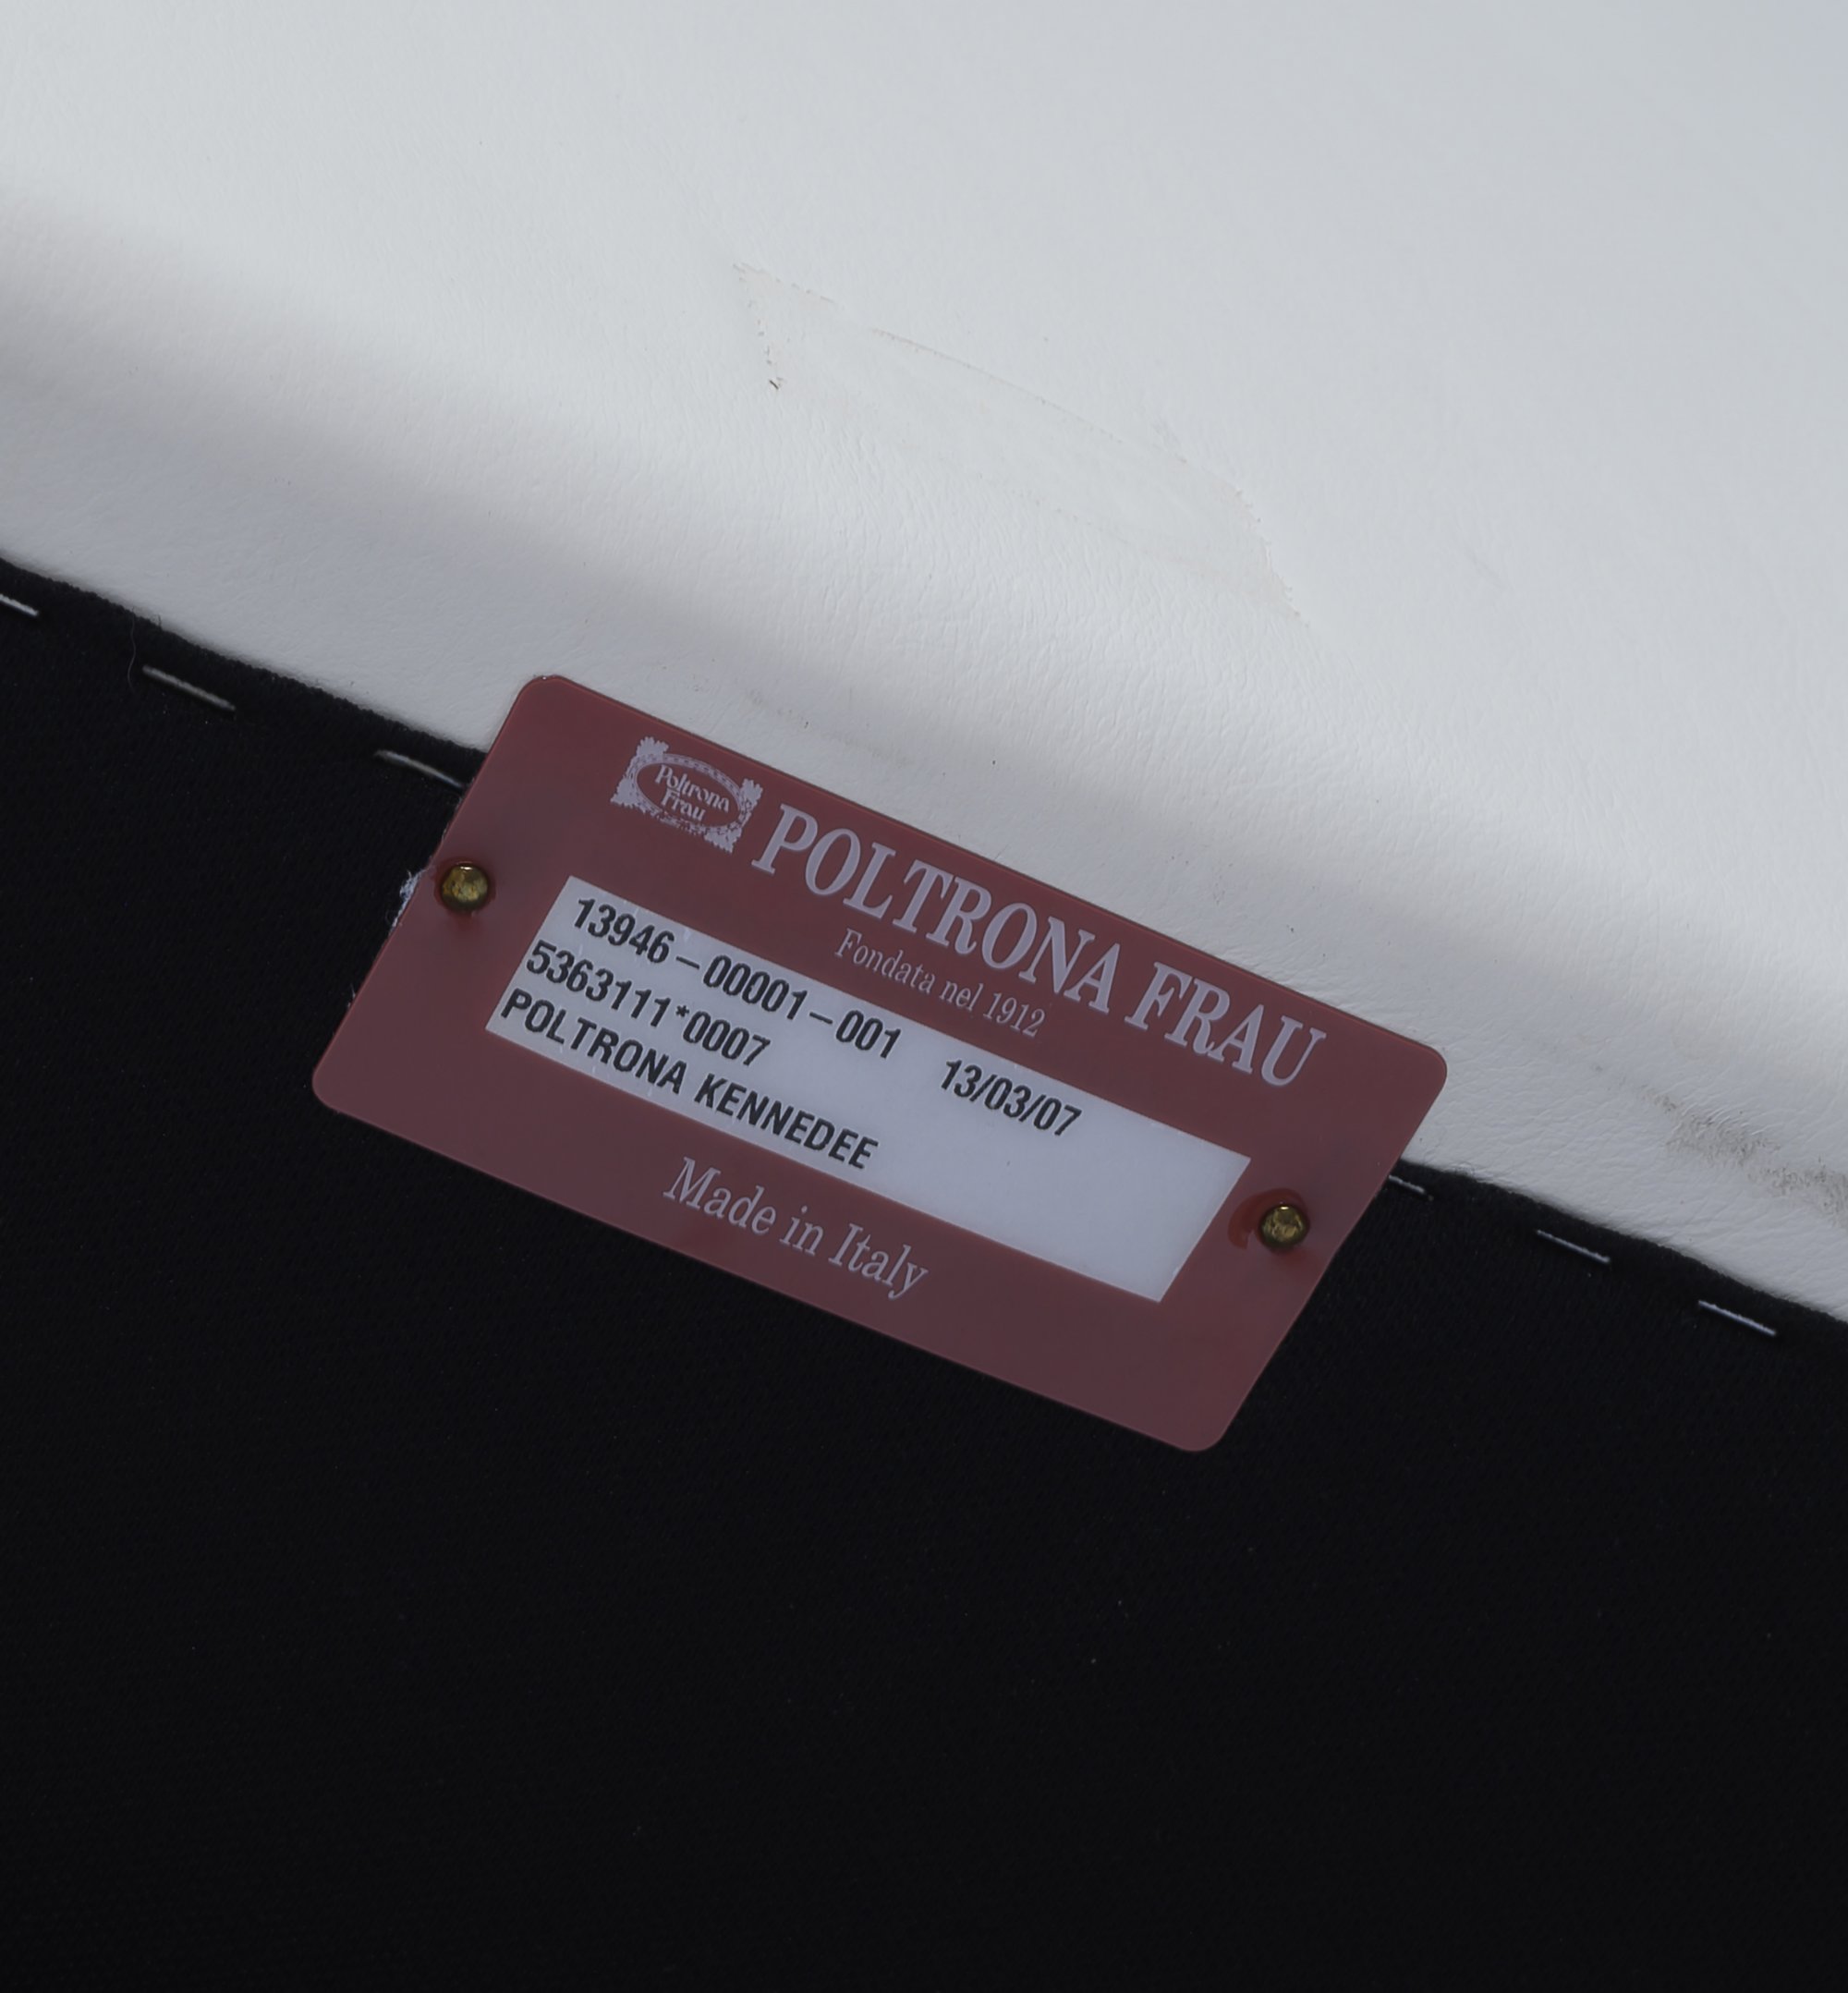 Poltrona
Frau
POLTRONA FRAU
Fondata nel 1912
13946-00001-001 13/03/07
5363111*0007
POLTRONA KENNEDEE
Made in Italy